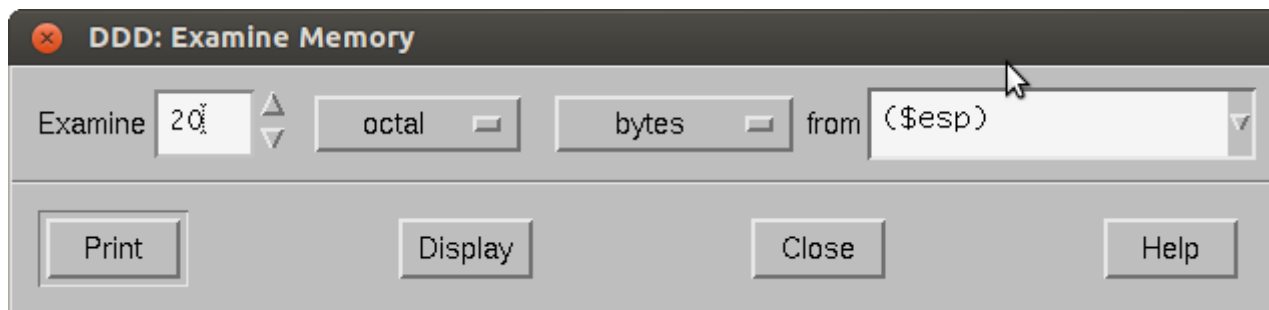 DDD: Examine Memory
Examine 20 octal bytes from ($esp)
Print Display Close Help